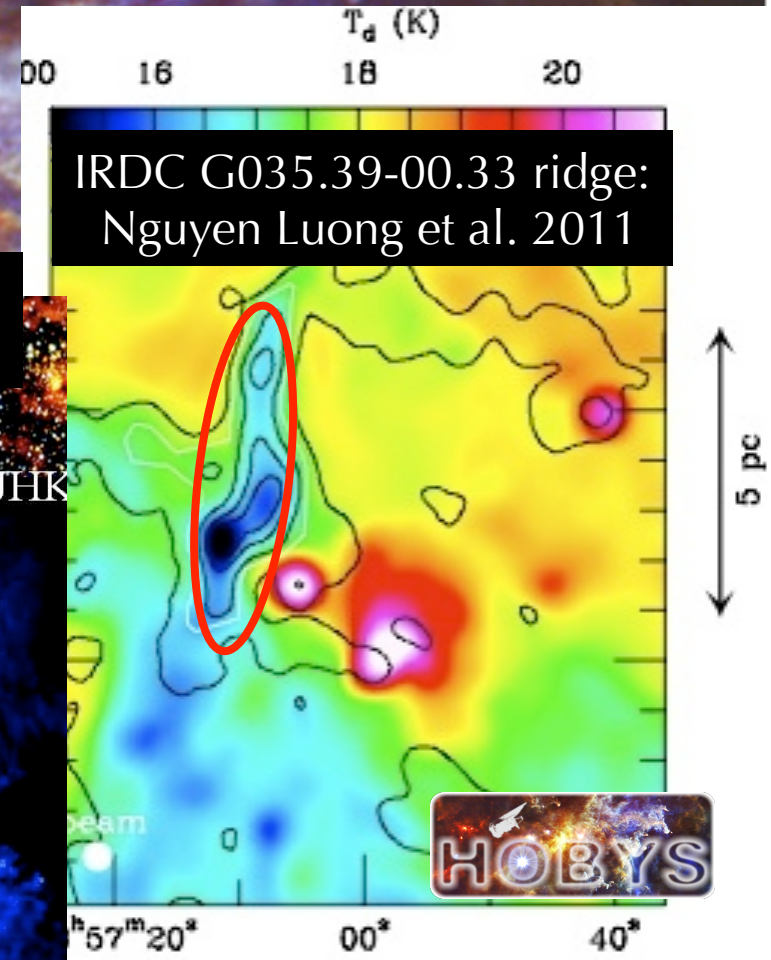 T_d (K)
00 16 18 20
IRDC G035.39-00.33 ridge:
Nguyen Luong et al. 2011
JHK
5 pc
beam
HOBYS
ʰ57ᵐ20ˢ 00ˢ 40ˢ